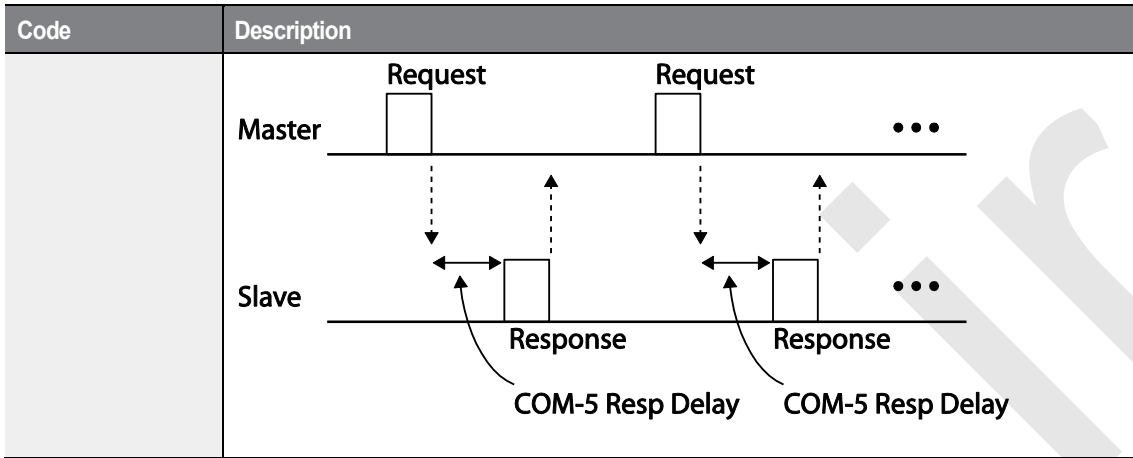 Code Description
Request Request
Master
Slave
Response Response
COM-5 Resp Delay COM-5 Resp Delay